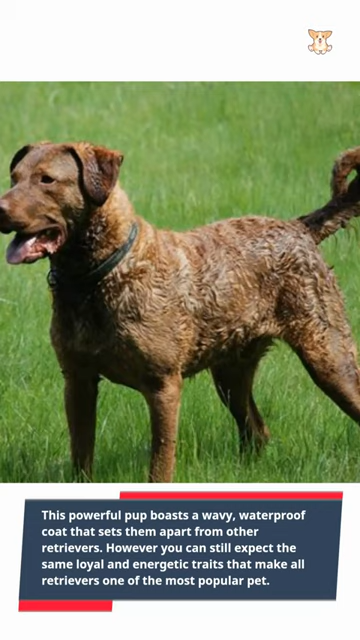 This powerful pup boasts a wavy, waterproof
coat that sets them apart from other
retrievers. However you can still expect the
same loyal and energetic traits that make all
retrievers one of the most popular pet.